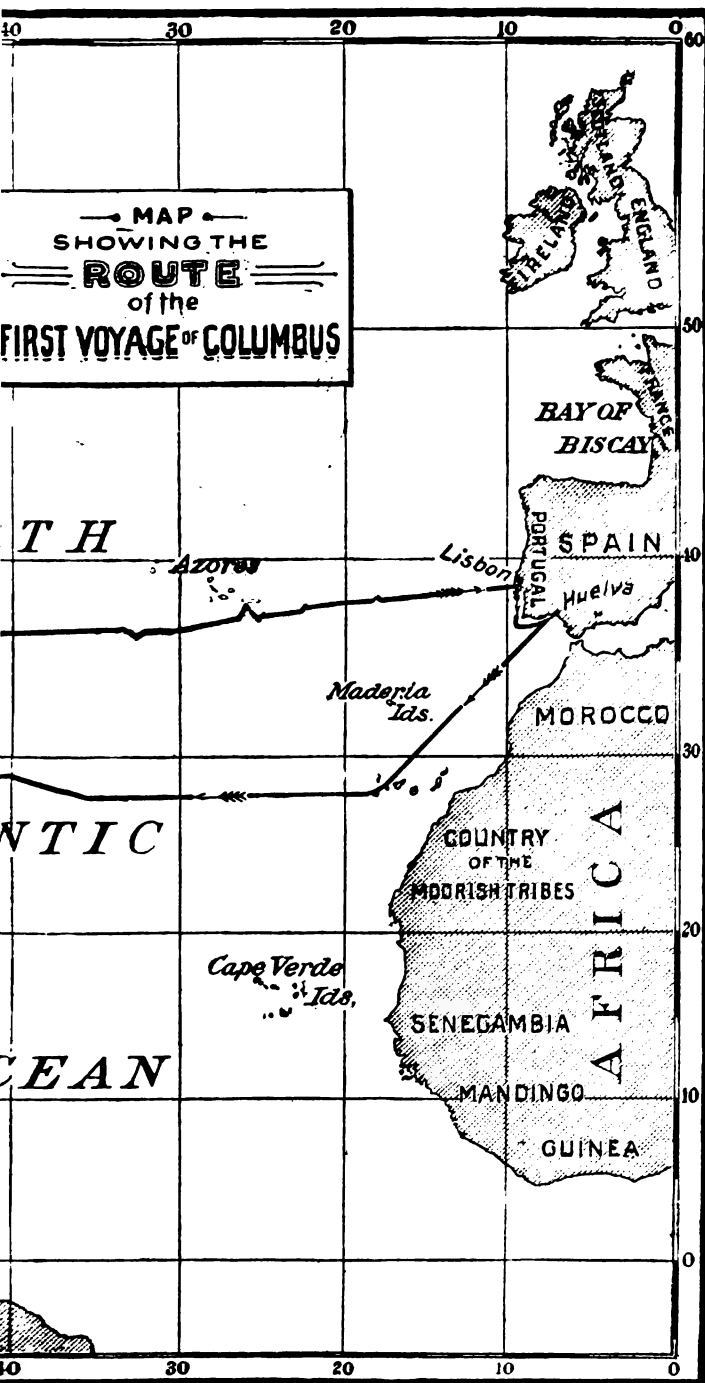 40 30 20 10 0
60
MAP
SHOWING THE
ROUTE
of the
FIRST VOYAGE OF COLUMBUS
SCOTLAND
IRELAND
ENGLAND
50
FRANCE
BAY OF
BISCAY
TH
Azores
Lisbon
PORTUGAL
SPAIN
40
Huelva
Maderia
Ids.
MOROCCO
30
NTIC
COUNTRY
OF THE
MOORISH TRIBES
AFRICA
20
Cape Verde
Ids,
SENEGAMBIA
CEAN
MANDINGO
10
GUINEA
0
40 30 20 10 0